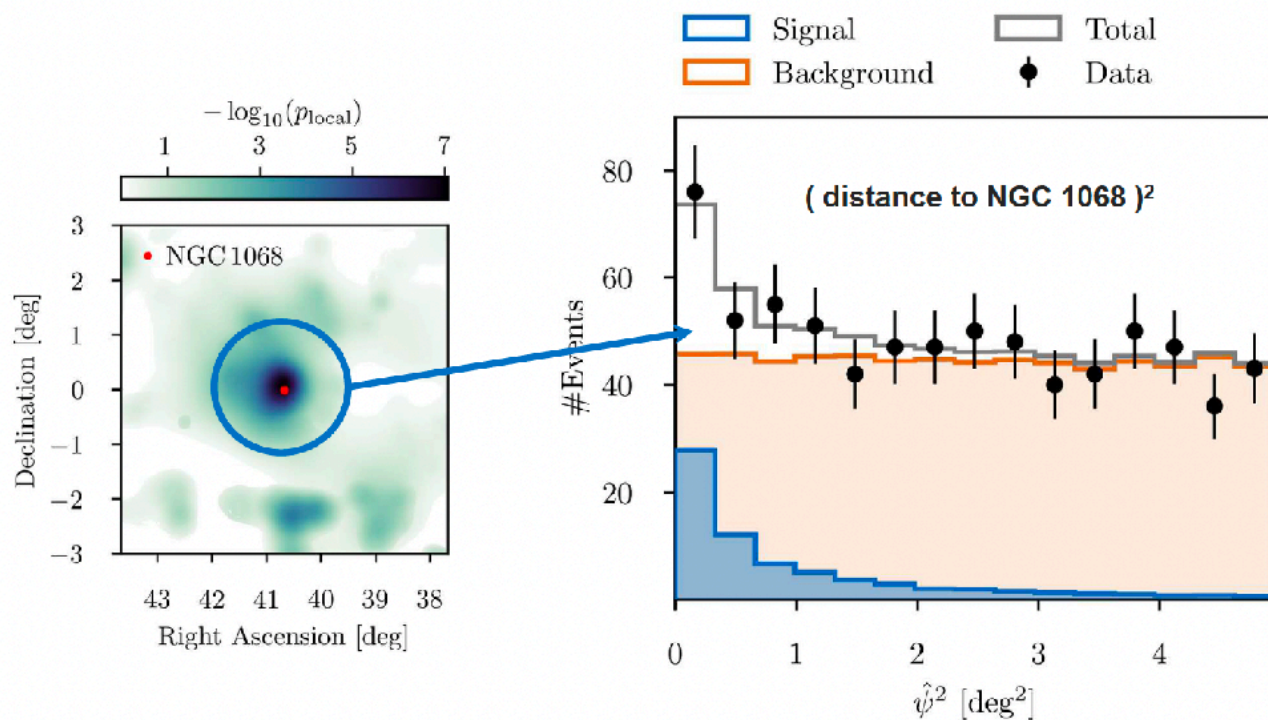 − log₁₀(p_local)
1 3 5 7
NGC 1068
3
2
1
0
−1
−2
−3
Declination [deg]
43 42 41 40 39 38
Right Ascension [deg]
Signal Total
Background Data
( distance to NGC 1068 )²
80
60
40
20
#Events
0 1 2 3 4
ψ̂² [deg²]